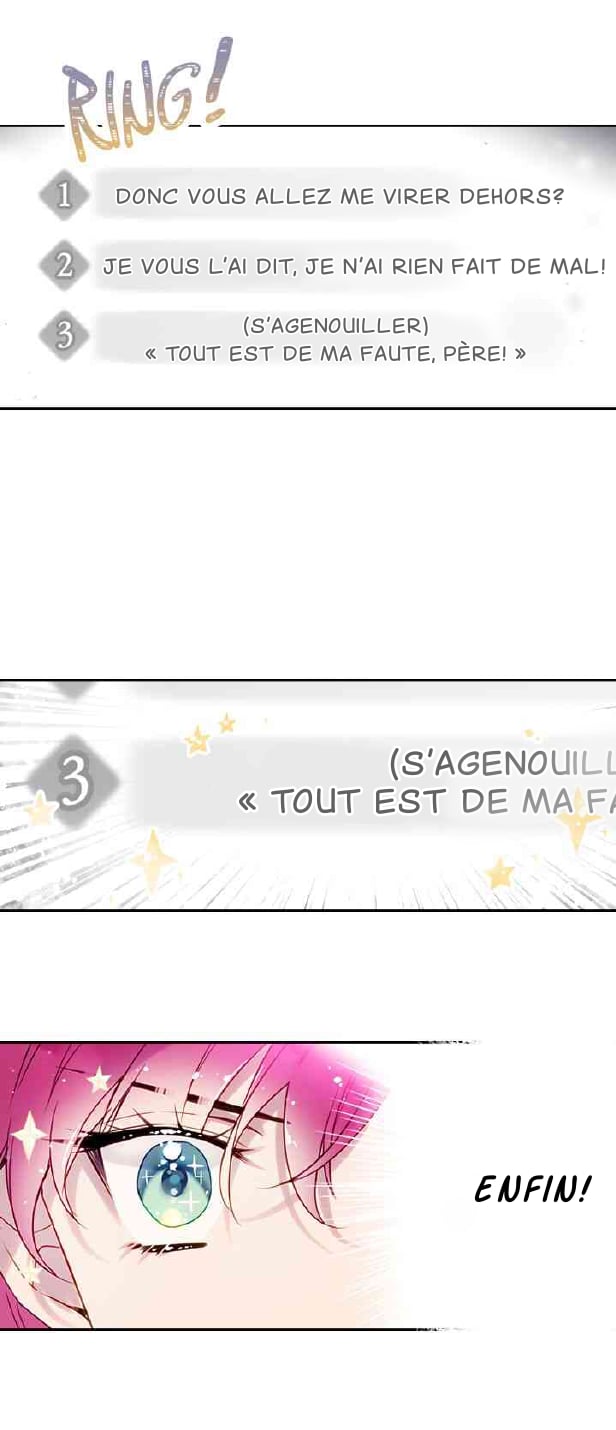 RING!
1 DONC VOUS ALLEZ ME VIRER DEHORS?
2 JE VOUS L'AI DIT, JE N'AI RIEN FAIT DE MAL!
3 (S'AGENOUILLER)
« TOUT EST DE MA FAUTE, PÈRE! »
3 (S'AGENOUILL
« TOUT EST DE MA FA
ENFIN!